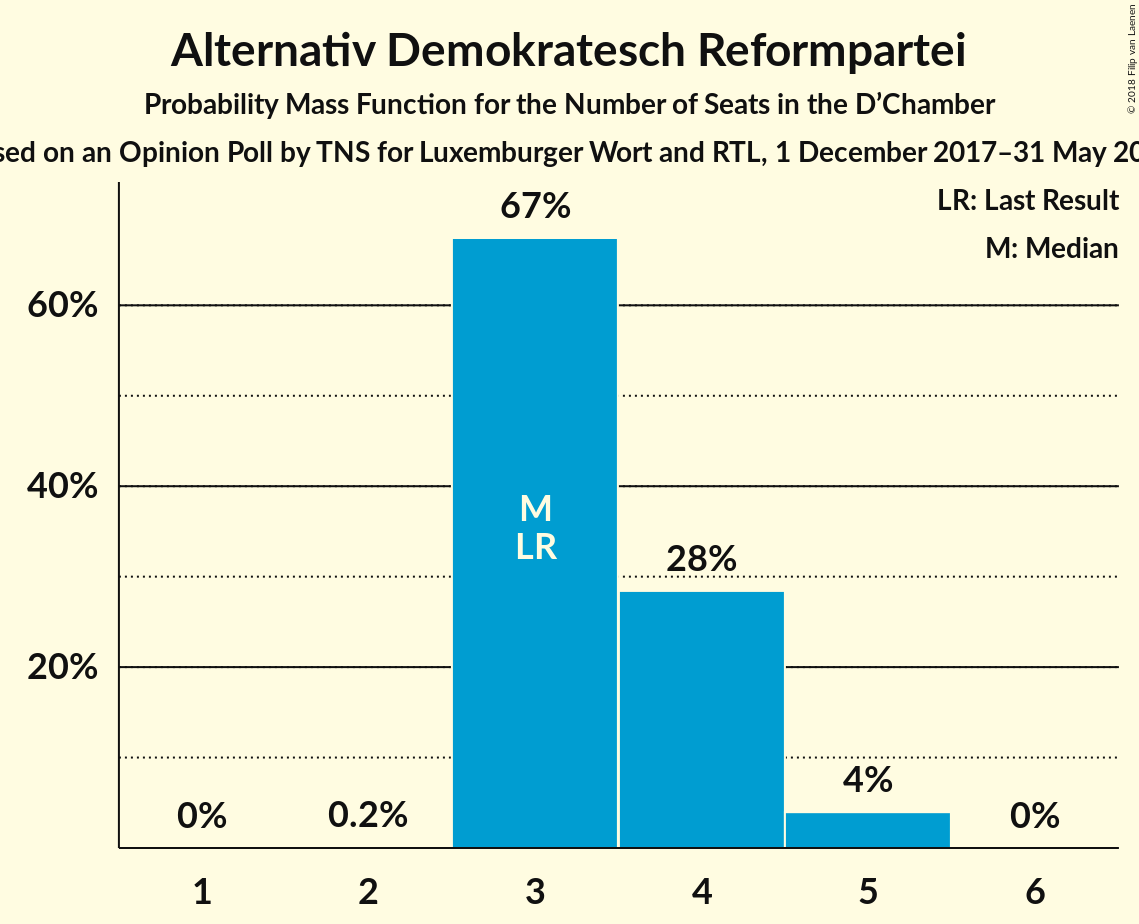 Alternativ Demokratesch Reformpartei
Probability Mass Function for the Number of Seats in the D’Chamber
on an Opinion Poll by TNS for Luxemburger Wort and RTL, 1 December 2017–31 May
© 2018 Filip van Laenen
LR: Last Result
M: Median
67%
60%
40%
M
LR
28%
20%
4%
0%
0.2%
0%
1
2
3
4
5
6